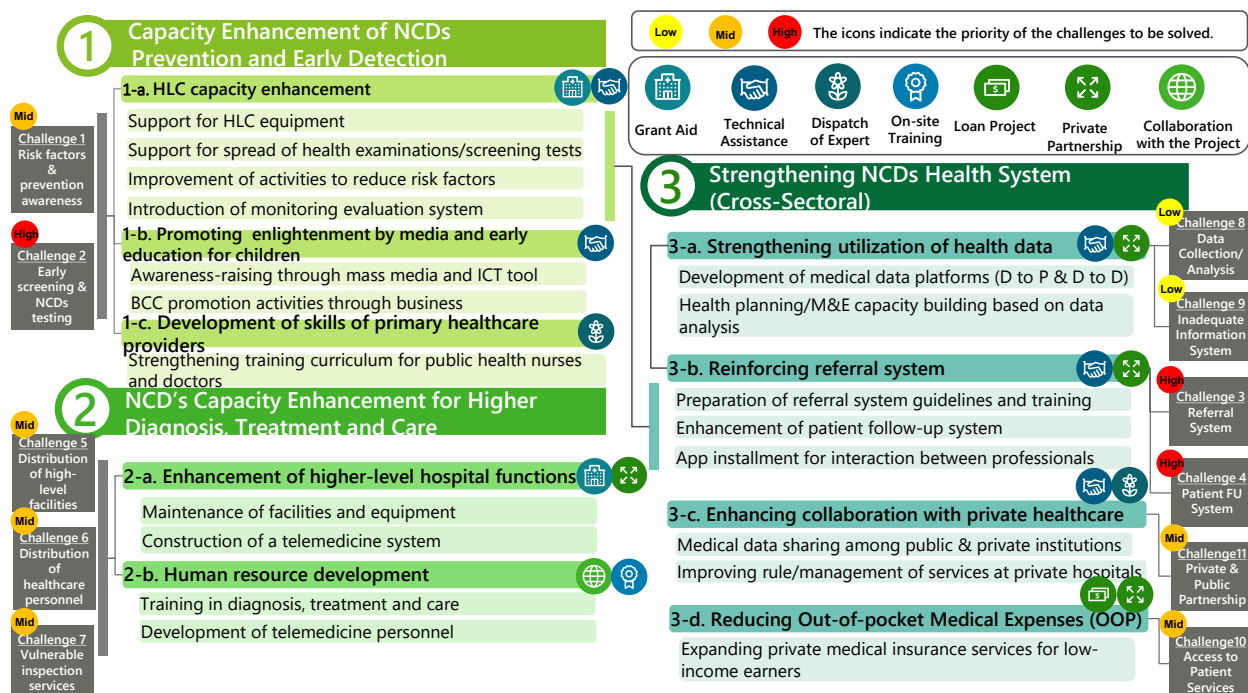 1
Capacity Enhancement of NCDs
Prevention and Early Detection
1-a. HLC capacity enhancement
Support for HLC equipment
Support for spread of health examinations/screening tests
Improvement of activities to reduce risk factors
Introduction of monitoring evaluation system
1-b. Promoting enlightenment by media and early
education for children
Awareness-raising through mass media and ICT tool
BCC promotion activities through business
1-c. Development of skills of primary healthcare
providers
Strengthening training curriculum for public health nurses
and doctors
Mid
Challenge 1
Risk factors
&
prevention
awareness
High
Challenge 2
Early
screening &
NCDs
testing
2
NCD's Capacity Enhancement for Higher
Diagnosis, Treatment and Care
2-a. Enhancement of higher-level hospital functions
Maintenance of facilities and equipment
Construction of a telemedicine system
2-b. Human resource development
Training in diagnosis, treatment and care
Development of telemedicine personnel
Mid
Challenge 5
Distribution
of high-
level
facilities
Mid
Challenge 6
Distribution
of
healthcare
personnel
Mid
Challenge 7
Vulnerable
inspection
services
Low
Mid
High
The icons indicate the priority of the challenges to be solved.
Grant Aid
Technical
Assistance
Dispatch
of Expert
On-site
Training
Loan Project
Private
Partnership
Collaboration
with the Project
3
Strengthening NCDs Health System
(Cross-Sectoral)
3-a. Strengthening utilization of health data
Development of medical data platforms (D to P & D to D)
Health planning/M&E capacity building based on data
analysis
3-b. Reinforcing referral system
Preparation of referral system guidelines and training
Enhancement of patient follow-up system
App installment for interaction between professionals
3-c. Enhancing collaboration with private healthcare
Medical data sharing among public & private institutions
Improving rule/management of services at private hospitals
3-d. Reducing Out-of-pocket Medical Expenses (OOP)
Expanding private medical insurance services for low-
income earners
Low
Challenge 8
Data
Collection/
Analysis
Low
Challenge 9
Inadequate
Information
System
High
Challenge 3
Referral
System
High
Challenge 4
Patient FU
System
Mid
Challenge11
Private &
Public
Partnership
Mid
Challenge10
Access to
Patient
Services